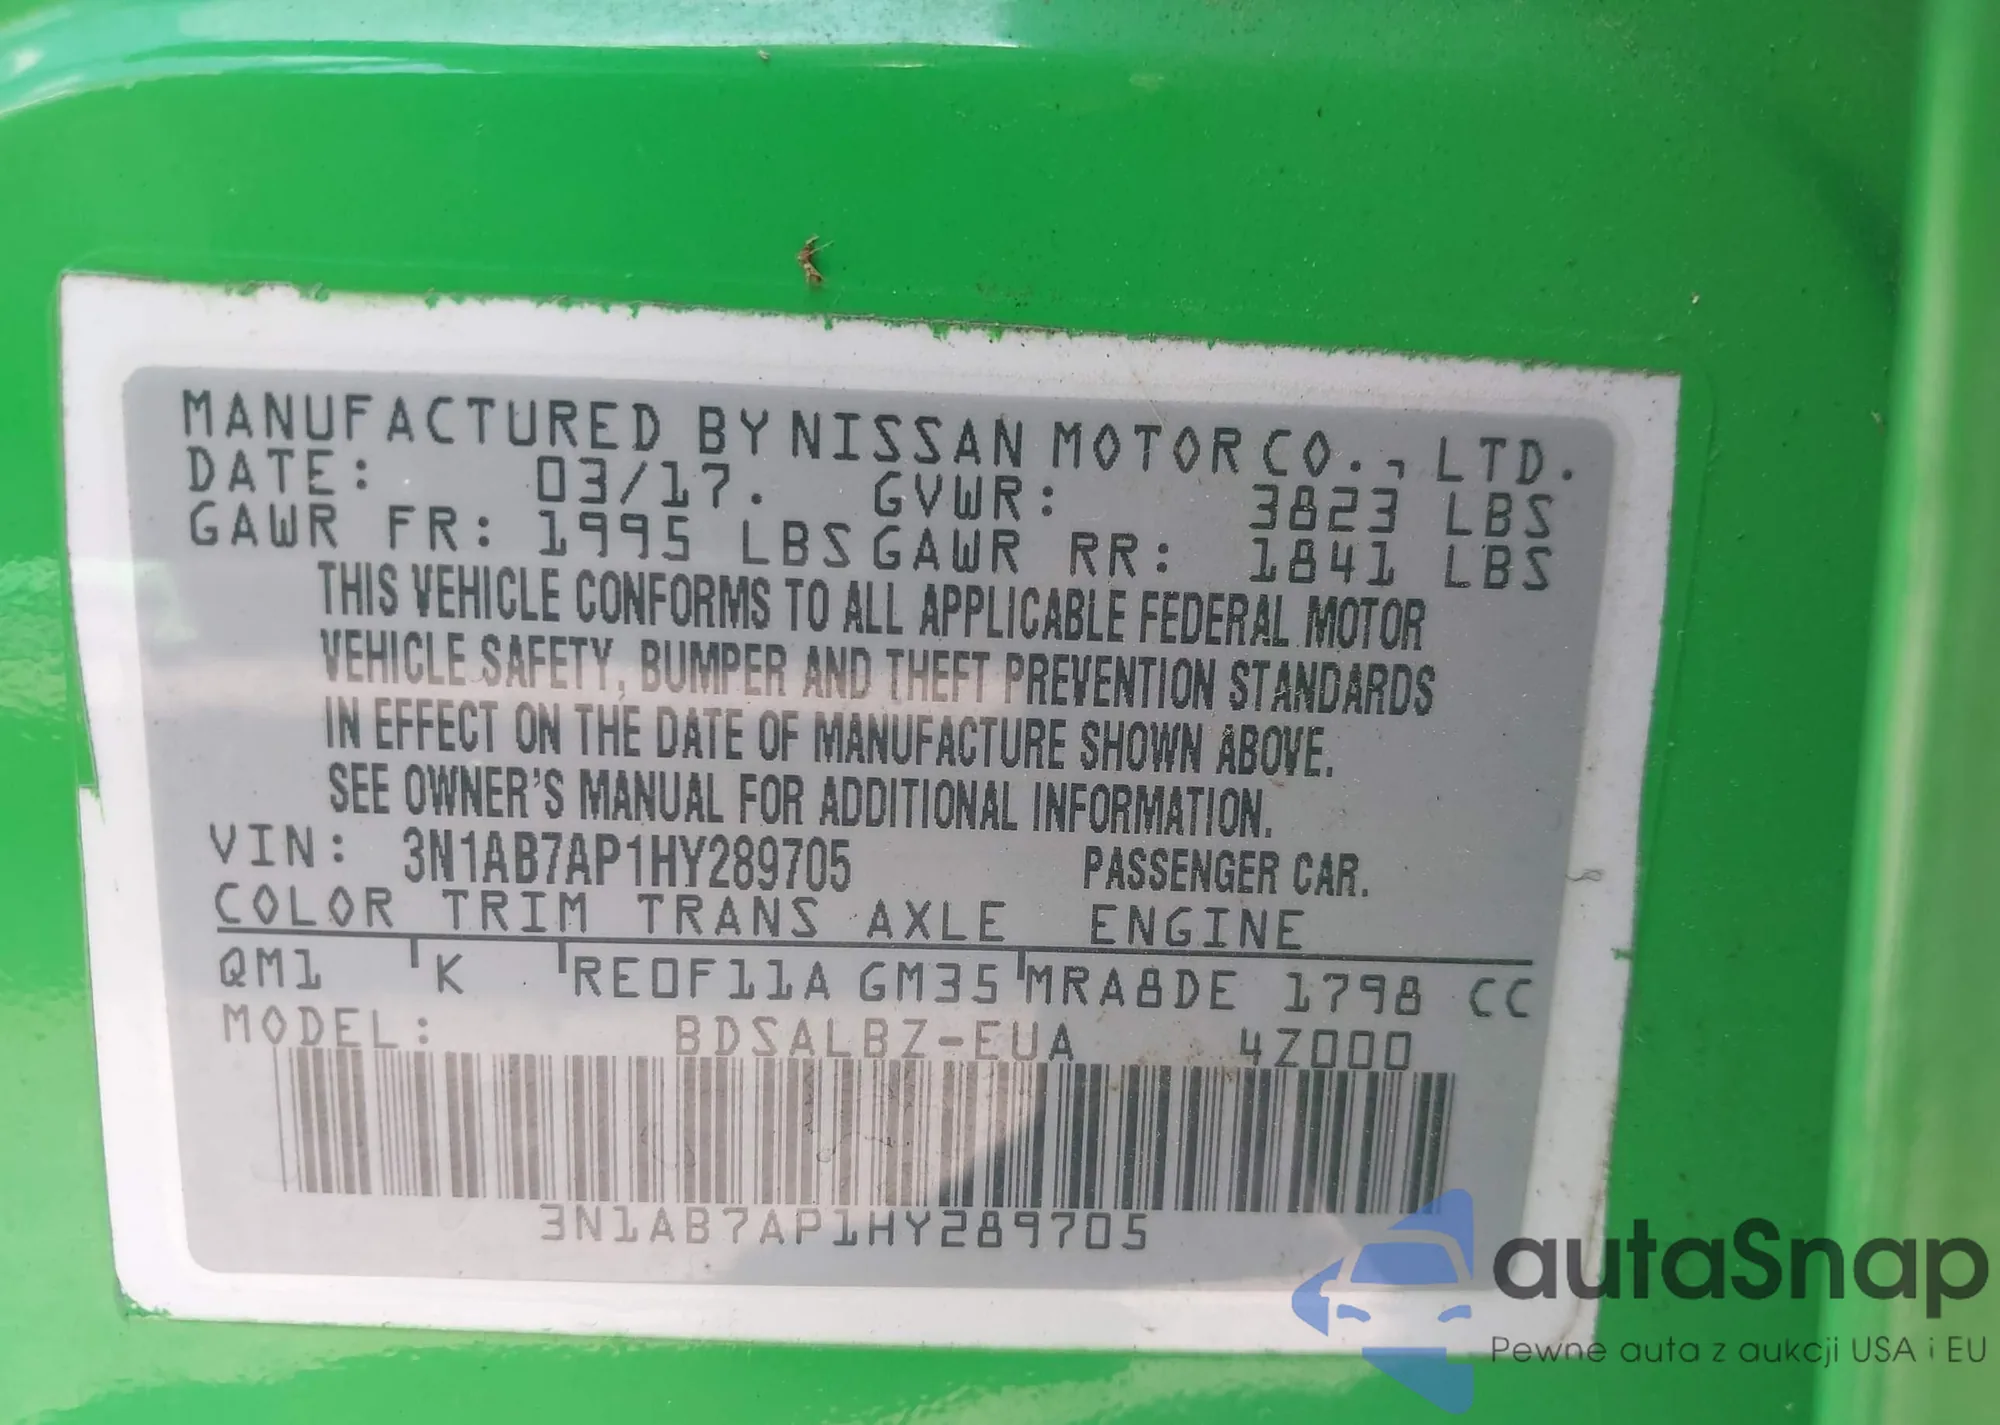 MANUFACTURED BY NISSAN MOTOR CO., LTD.
DATE: 03/17. GVWR: 3823 LBS
GAWR FR: 1995 LBS GAWR RR: 1841 LBS
THIS VEHICLE CONFORMS TO ALL APPLICABLE FEDERAL MOTOR
VEHICLE SAFETY, BUMPER AND THEFT PREVENTION STANDARDS
IN EFFECT ON THE DATE OF MANUFACTURE SHOWN ABOVE.
SEE OWNER'S MANUAL FOR ADDITIONAL INFORMATION.
VIN: 3N1AB7AP1HY289705 PASSENGER CAR.
COLOR TRIM TRANS AXLE ENGINE
QM1 K RE0F11A GM35 MRA8DE 1798 CC
MODEL: BDSALBZ-EUA 4Z000
3N1AB7AP1HY289705
autaSnap
Pewne auta z aukcji USA i EU